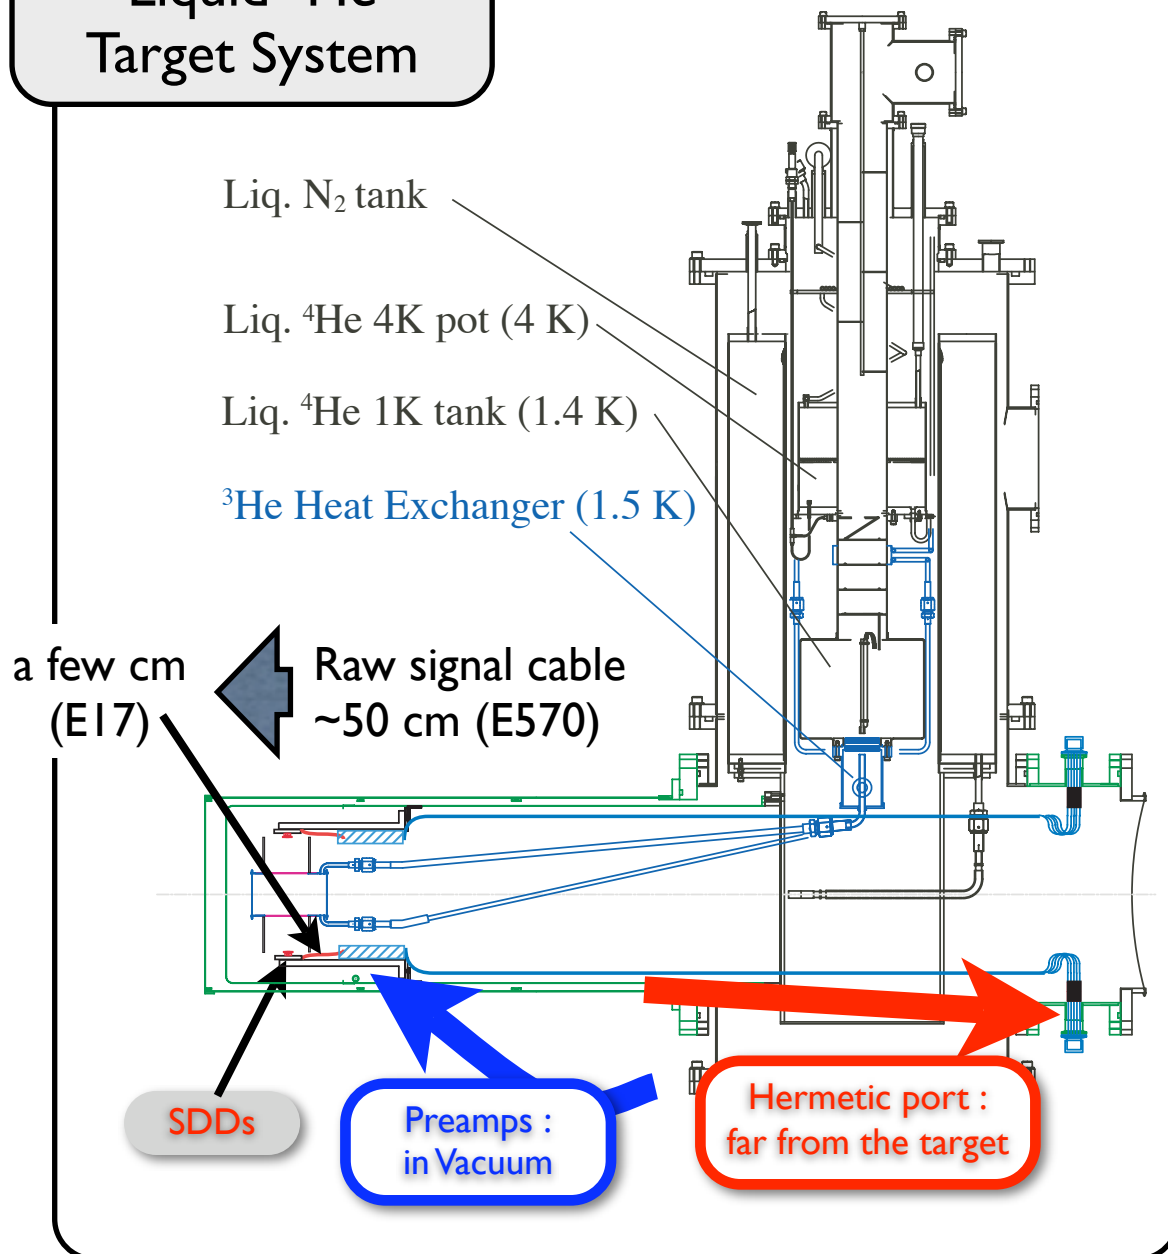 Target System
Liq. N₂ tank
Liq. ⁴He 4K pot (4 K)
Liq. ⁴He 1K tank (1.4 K)
³He Heat Exchanger (1.5 K)
a few cm
(E17)
Raw signal cable
~50 cm (E570)
SDDs
Preamps :
in Vacuum
Hermetic port :
far from the target